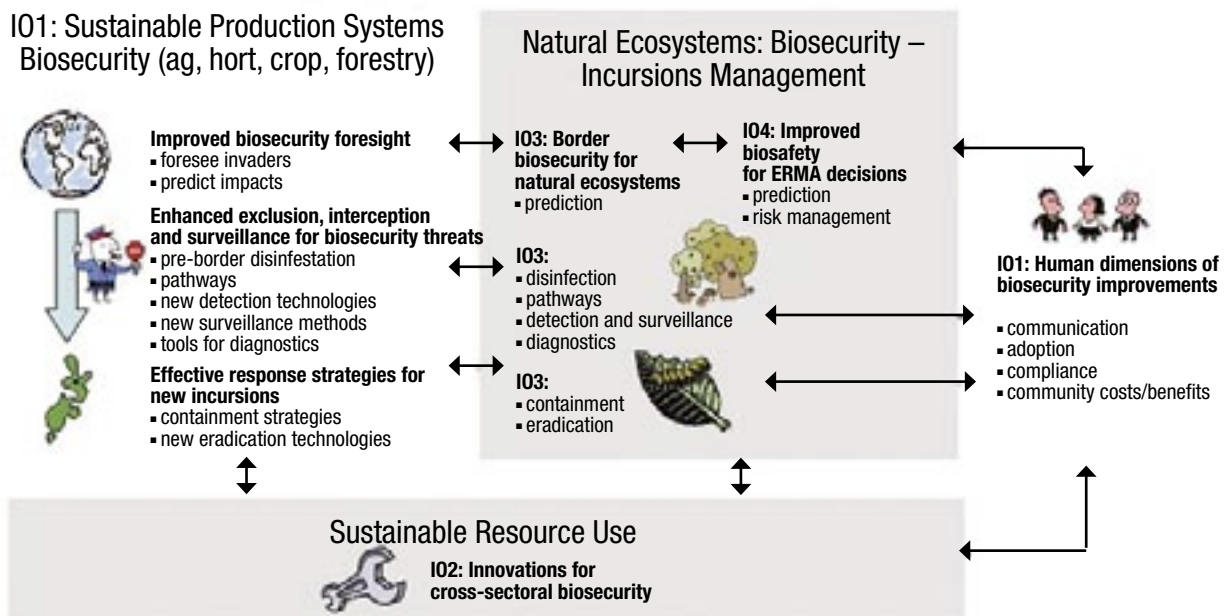 IO1: Sustainable Production Systems
Biosecurity (ag, hort, crop, forestry)
Improved biosecurity foresight
▪ foresee invaders
▪ predict impacts
Enhanced exclusion, interception
and surveillance for biosecurity threats
▪ pre-border disinfestation
▪ pathways
▪ new detection technologies
▪ new surveillance methods
▪ tools for diagnostics
Effective response strategies for
new incursions
▪ containment strategies
▪ new eradication technologies
Natural Ecosystems: Biosecurity –
Incursions Management
IO3: Border
biosecurity for
natural ecosystems
▪ prediction
IO4: Improved
biosafety
for ERMA decisions
▪ prediction
▪ risk management
IO3:
▪ disinfection
▪ pathways
▪ detection and surveillance
▪ diagnostics
IO3:
▪ containment
▪ eradication
IO1: Human dimensions of
biosecurity improvements
▪ communication
▪ adoption
▪ compliance
▪ community costs/benefits
Sustainable Resource Use
IO2: Innovations for
cross-sectoral biosecurity